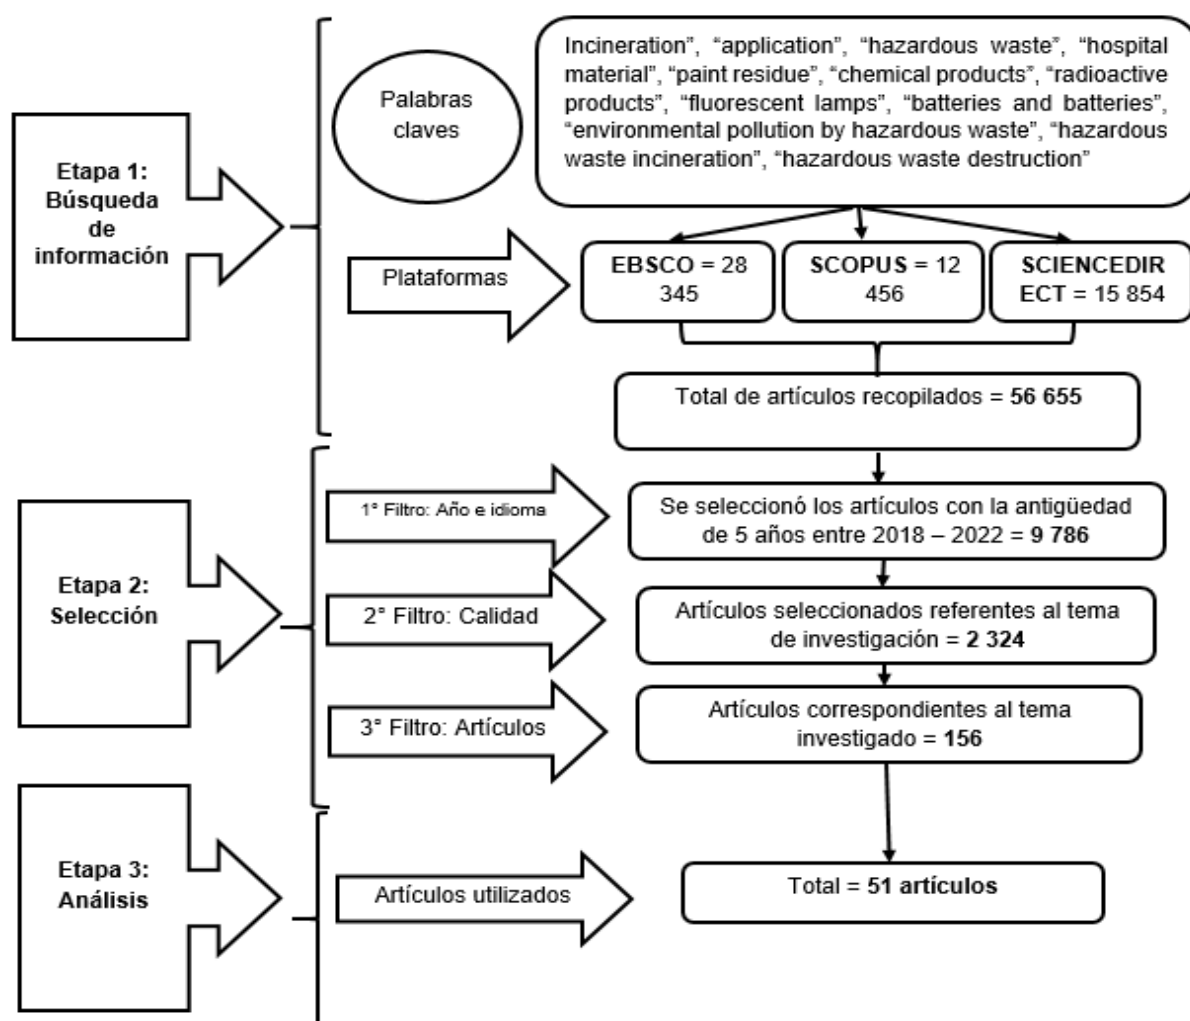 Etapa 1:
Búsqueda
de
información
Palabras
claves
Incineration”, “application”, “hazardous waste”, “hospital
material”, “paint residue”, “chemical products”, “radioactive
products”, “fluorescent lamps”, “batteries and batteries”,
“environmental pollution by hazardous waste”, “hazardous
waste incineration”, “hazardous waste destruction”
Plataformas
EBSCO = 28
345
SCOPUS = 12
456
SCIENCEDIR
ECT = 15 854
Total de artículos recopilados = 56 655
Etapa 2:
Selección
1° Filtro: Año e idioma
Se seleccionó los artículos con la antigüedad
de 5 años entre 2018 – 2022 = 9 786
2° Filtro: Calidad
Artículos seleccionados referentes al tema
de investigación = 2 324
3° Filtro: Artículos
Artículos correspondientes al tema
investigado = 156
Etapa 3:
Análisis
Artículos utilizados
Total = 51 artículos